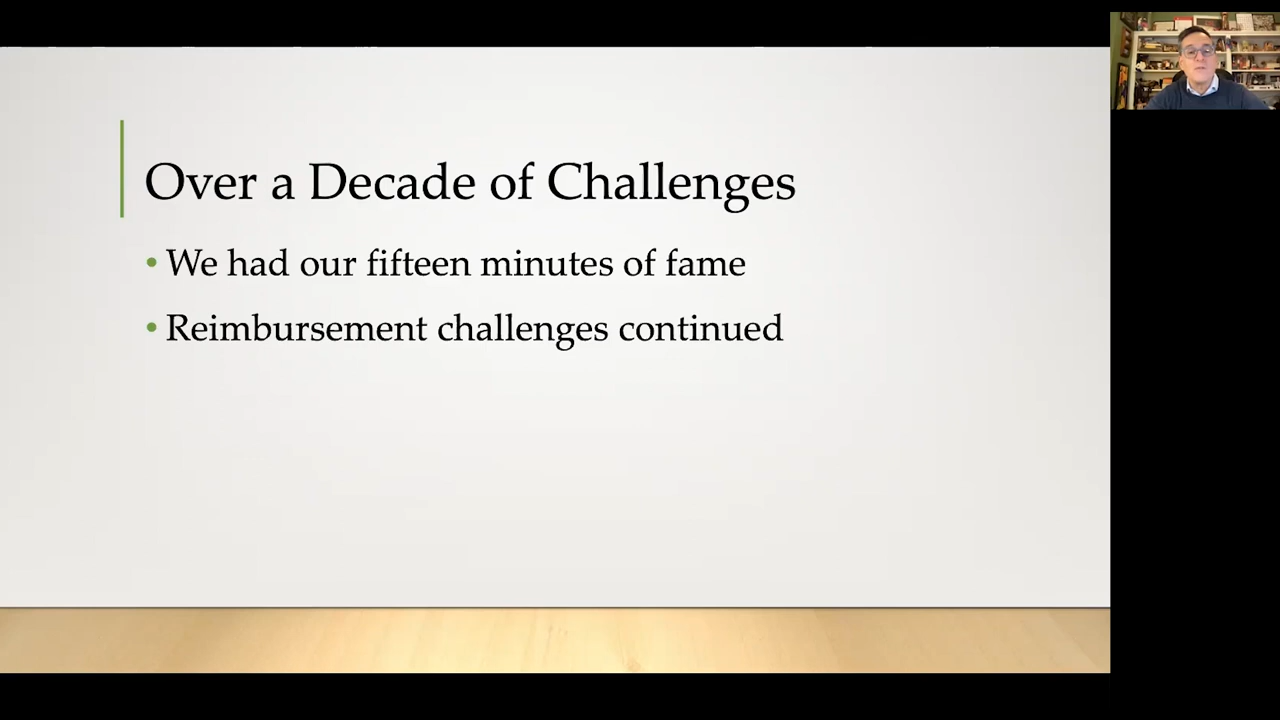 Over a Decade of Challenges
• We had our fifteen minutes of fame
• Reimbursement challenges continued